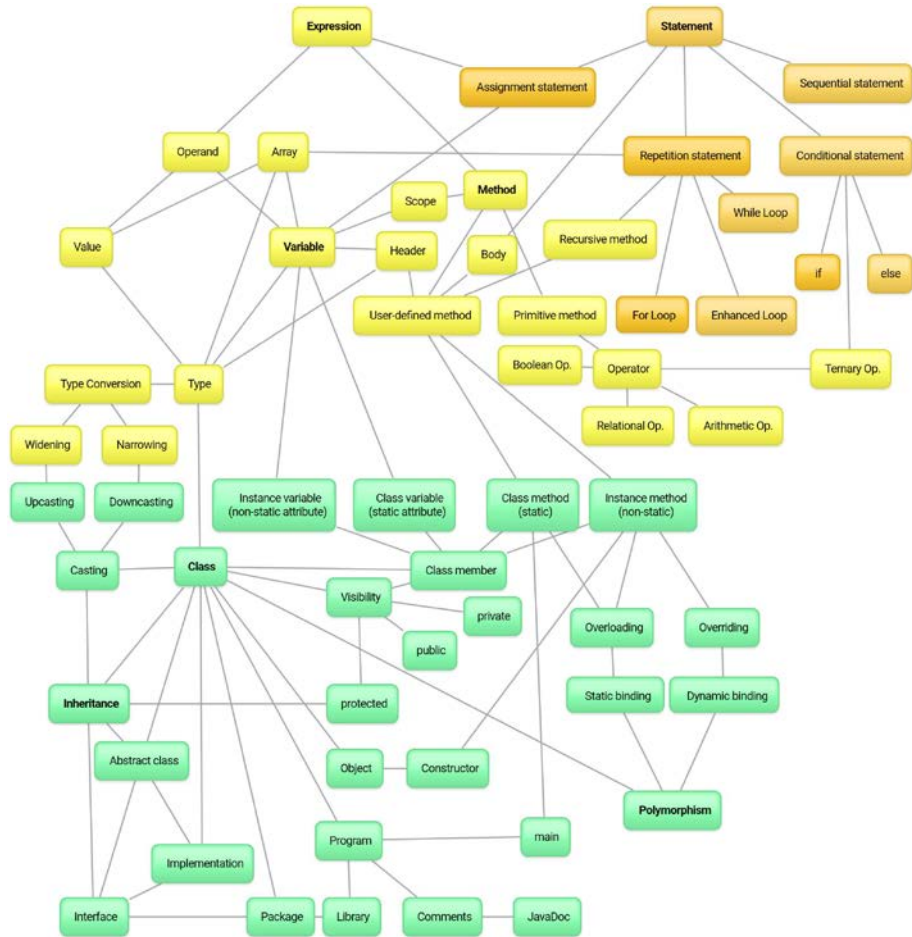 Expression
Statement
Assignment statement
Sequential statement
Operand
Array
Repetition statement
Conditional statement
Method
Scope
While Loop
Value
Variable
Header
Body
Recursive method
if
else
User-defined method
Primitive method
For Loop
Enhanced Loop
Boolean Op.
Operator
Ternary Op.
Type Conversion
Type
Relational Op.
Arithmetic Op.
Widening
Narrowing
Upcasting
Downcasting
Instance variable
(non-static attribute)
Class variable
(static attribute)
Class method
(static)
Instance method
(non-static)
Casting
Class
Class member
Visibility
private
public
Overloading
Overriding
Inheritance
protected
Static binding
Dynamic binding
Abstract class
Object
Constructor
Polymorphism
Program
main
Implementation
Interface
Package
Library
Comments
JavaDoc